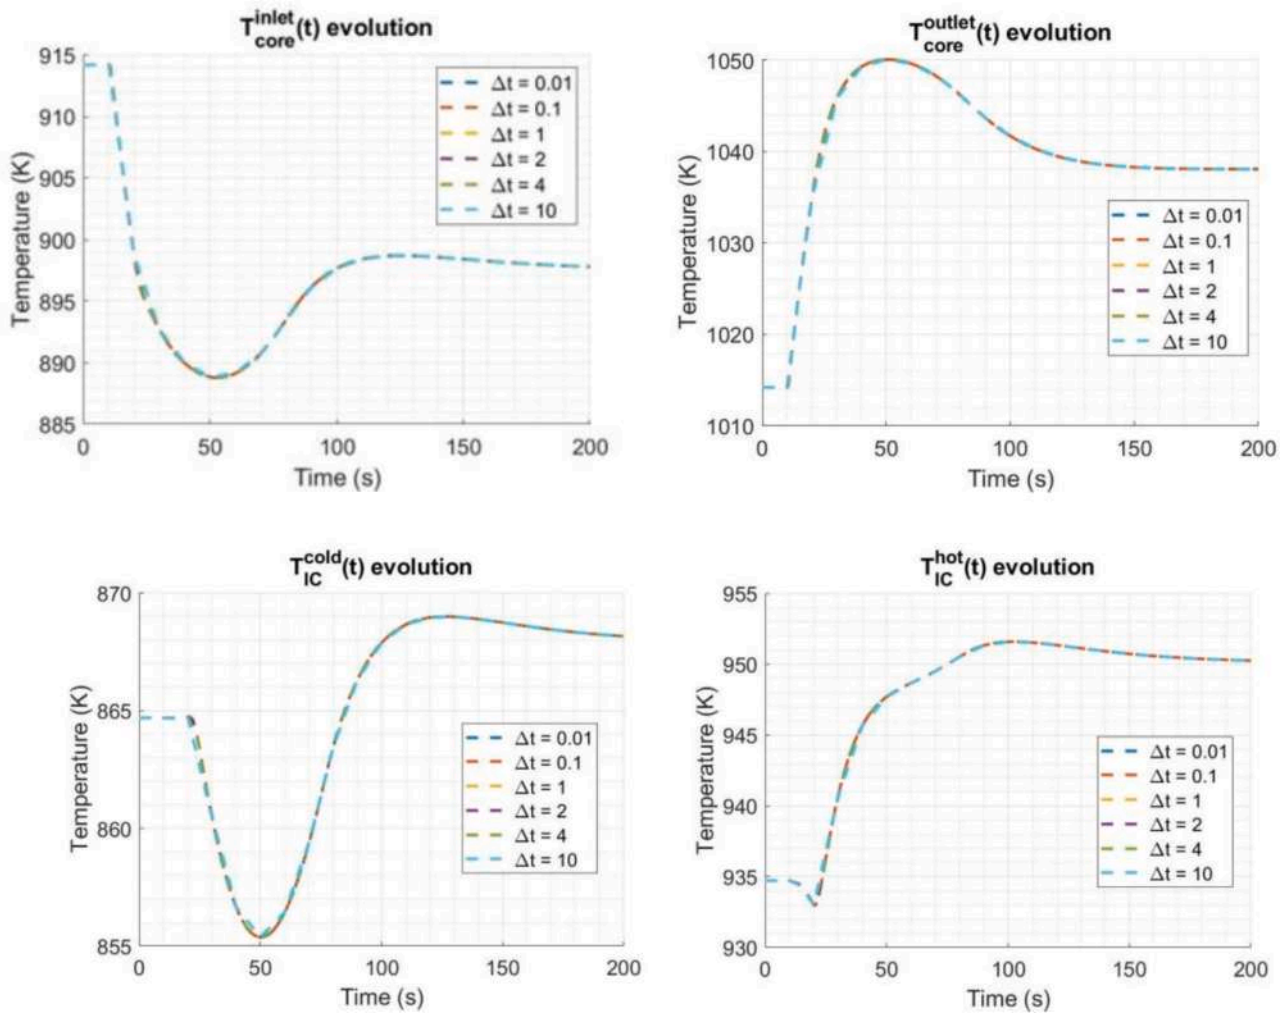 T_core^inlet(t) evolution
915
910
905
900
895
890
885
0 50 100 150 200
Temperature (K)
Time (s)
Δt = 0.01
Δt = 0.1
Δt = 1
Δt = 2
Δt = 4
Δt = 10
T_core^outlet(t) evolution
1050
1040
1030
1020
1010
0 50 100 150 200
Temperature (K)
Time (s)
Δt = 0.01
Δt = 0.1
Δt = 1
Δt = 2
Δt = 4
Δt = 10
T_IC^cold(t) evolution
870
865
860
855
0 50 100 150 200
Temperature (K)
Time (s)
Δt = 0.01
Δt = 0.1
Δt = 1
Δt = 2
Δt = 4
Δt = 10
T_IC^hot(t) evolution
955
950
945
940
935
930
0 50 100 150 200
Temperature (K)
Time (s)
Δt = 0.01
Δt = 0.1
Δt = 1
Δt = 2
Δt = 4
Δt = 10